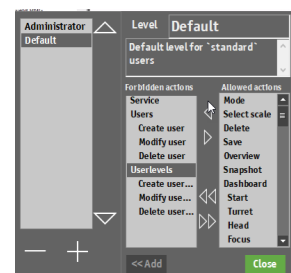 Administrator
Default
Level Default
Default level for `standard` users
Forbidden actions
Service
Users
Create user
Modify user
Delete user
Userlevels
Create user...
Modify use...
Delete user...
Allowed actions
Mode
Select scale
Delete
Save
Overview
Snapshot
Dashboard
Start
Turret
Head
Focus
<< Add
Close